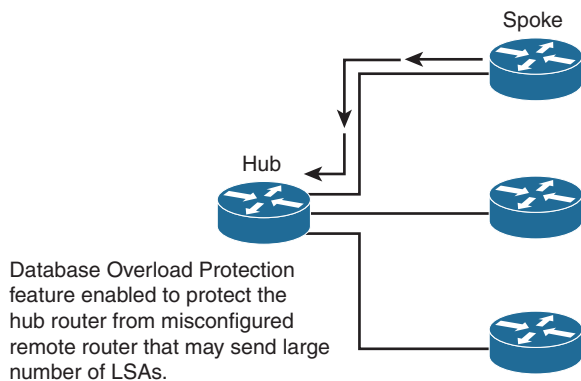 Spoke
Hub
Database Overload Protection
feature enabled to protect the
hub router from misconfigured
remote router that may send large
number of LSAs.